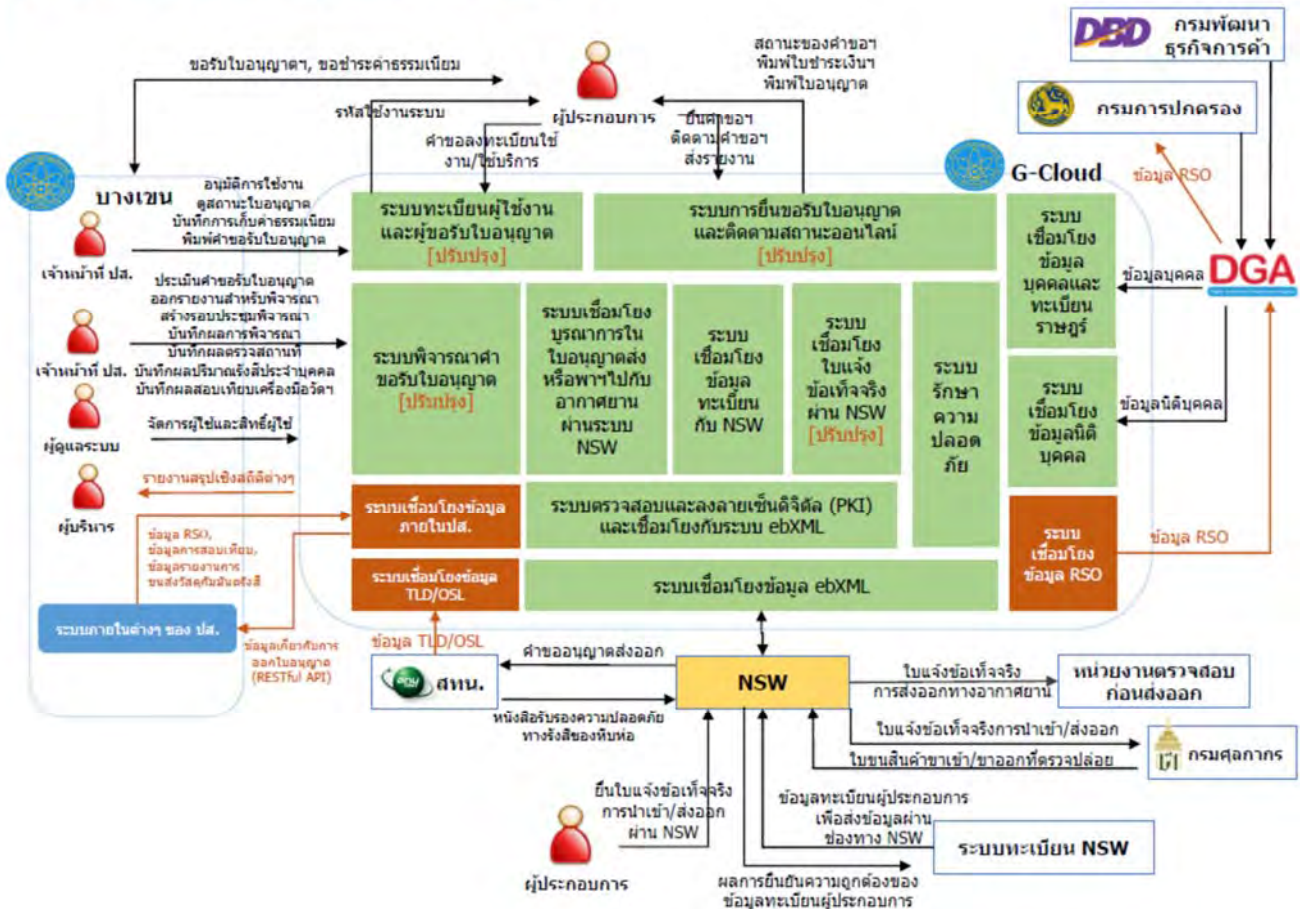 DBD
กรมพัฒนา
ธุรกิจการค้า
กรมการปกครอง
ข้อมูล RSO
ขอรับใบอนุญาตฯ, ขอชำระค่าธรรมเนียม
รหัสใช้งานระบบ
ผู้ประกอบการ
สถานะของคำขอฯ
พิมพ์ใบชำระเงินฯ
พิมพ์ใบอนุญาต
คำขอลงทะเบียนใช้
งาน/ใช้บริการ
ยื่นคำขอฯ
ติดตามคำขอฯ
ส่งรายงาน
บางเขน
G-Cloud
อนุมัติการใช้งาน
ดูสถานะใบอนุญาต
บันทึกการเก็บค่าธรรมเนียม
พิมพ์คำขอรับใบอนุญาต
เจ้าหน้าที่ ปส.
ระบบทะเบียนผู้ใช้งาน
และผู้ขอรับใบอนุญาต
[ปรับปรุง]
ระบบการยื่นขอรับใบอนุญาต
และติดตามสถานะออนไลน์
[ปรับปรุง]
ระบบ
เชื่อมโยง
ข้อมูล
บุคคลและ
ทะเบียน
ราษฎร์
ข้อมูลบุคคล
DGA
ประเมินคำขอรับใบอนุญาต
ออกรายงานสำหรับพิจารณา
สร้างรอบประชุมพิจารณา
บันทึกผลการพิจารณา
บันทึกผลตรวจสถานที่
บันทึกผลปริมาณรังสีประจำบุคคล
บันทึกผลสอบเทียบเครื่องมือวัดฯ
เจ้าหน้าที่ ปส.
ระบบพิจารณาคำ
ขอรับใบอนุญาต
[ปรับปรุง]
ระบบเชื่อมโยง
บูรณาการใน
ใบอนุญาตส่ง
หรือพาฯไปกับ
อากาศยาน
ผ่านระบบ
NSW
ระบบ
เชื่อมโยง
ข้อมูล
ทะเบียน
กับ NSW
ระบบ
เชื่อมโยง
ใบแจ้ง
ข้อเท็จจริง
ผ่าน NSW
[ปรับปรุง]
ระบบ
รักษา
ความ
ปลอด
ภัย
ระบบ
เชื่อมโยง
ข้อมูลนิติ
บุคคล
ข้อมูลนิติบุคคล
ผู้ดูแลระบบ
จัดการผู้ใช้และสิทธิ์ผู้ใช้
ผู้บริหาร
รายงานสรุปเชิงสถิติต่างๆ
ระบบเชื่อมโยงข้อมูล
ภายในปส.
ระบบตรวจสอบและลงลายเซ็นดิจิตัล (PKI)
และเชื่อมโยงกับระบบ ebXML
ระบบ
เชื่อมโยง
ข้อมูล RSO
ข้อมูล RSO
ข้อมูล RSO,
ข้อมูลการสอบเทียบ,
ข้อมูลรายงานการ
ขนส่งวัสดุกัมมันตรังสี
ระบบเชื่อมโยงข้อมูล
TLD/OSL
ระบบเชื่อมโยงข้อมูล ebXML
ระบบภายในต่างๆ ของ ปส.
ข้อมูลเกี่ยวกับการ
ออกใบอนุญาต
(RESTful API)
ข้อมูล TLD/OSL
สทน.
คำขออนุญาตส่งออก
NSW
ใบแจ้งข้อเท็จจริง
การส่งออกทางอากาศยาน
หน่วยงานตรวจสอบ
ก่อนส่งออก
หนังสือรับรองความปลอดภัย
ทางรังสีของหีบห่อ
ใบแจ้งข้อเท็จจริงการนำเข้า/ส่งออก
ใบขนสินค้าขาเข้า/ขาออกที่ตรวจปล่อย
กรมศุลกากร
ยื่นใบแจ้งข้อเท็จจริง
การนำเข้า/ส่งออก
ผ่าน NSW
ผู้ประกอบการ
ข้อมูลทะเบียนผู้ประกอบการ
เพื่อส่งข้อมูลผ่าน
ช่องทาง NSW
ระบบทะเบียน NSW
ผลการยืนยันความถูกต้องของ
ข้อมูลทะเบียนผู้ประกอบการ